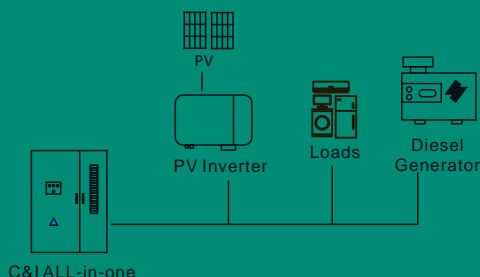 PV
PV Inverter
Loads
Diesel
Generator
C&I ALL-in-one